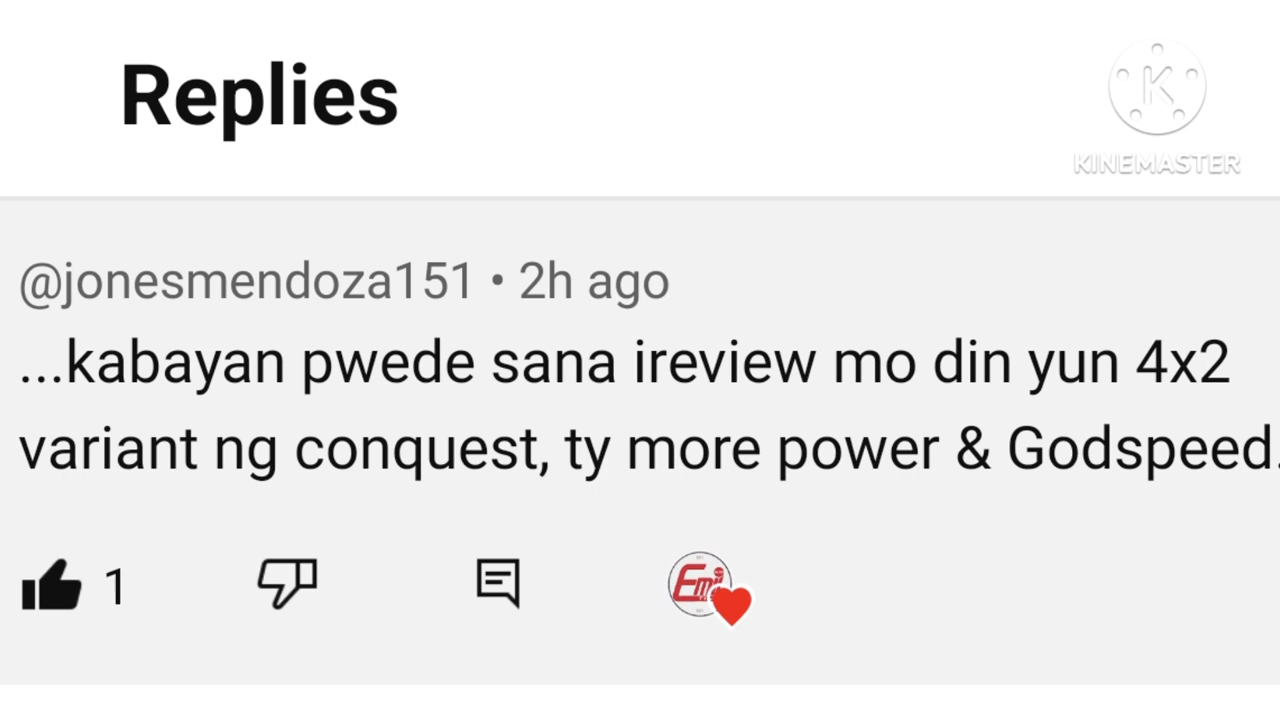 Replies
K
KINEMASTER
@jonesmendoza151 • 2h ago
...kabayan pwede sana ireview mo din yun 4x2
variant ng conquest, ty more power & Godspeed.
1